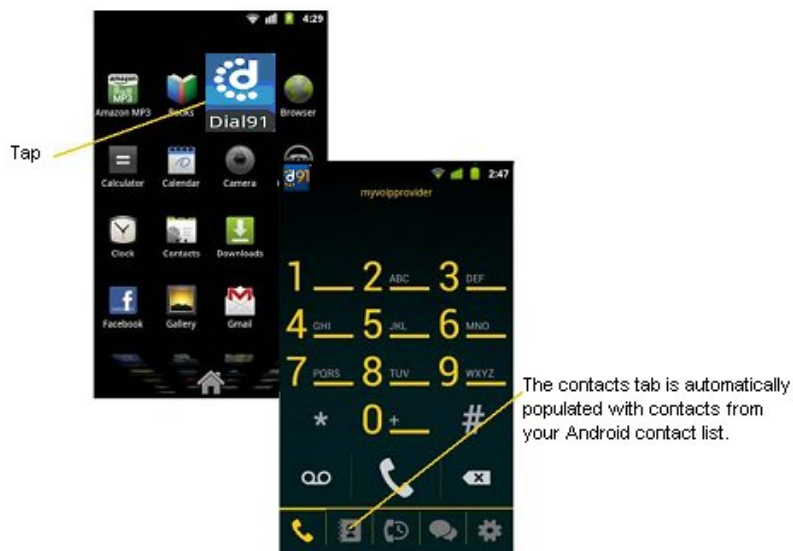 4:29
amazon
MP3
Amazon MP3
Books
Dial91
Browser
Tap
Calculator
Calendar
Camera
Clock
Contacts
Downloads
Facebook
Gallery
Gmail
d91
2:47
myvoipprovider
1 2 ABC 3 DEF
4 GHI 5 JKL 6 MNO
7 PQRS 8 TUV 9 WXYZ
* 0 + #
The contacts tab is automatically
populated with contacts from
your Android contact list.